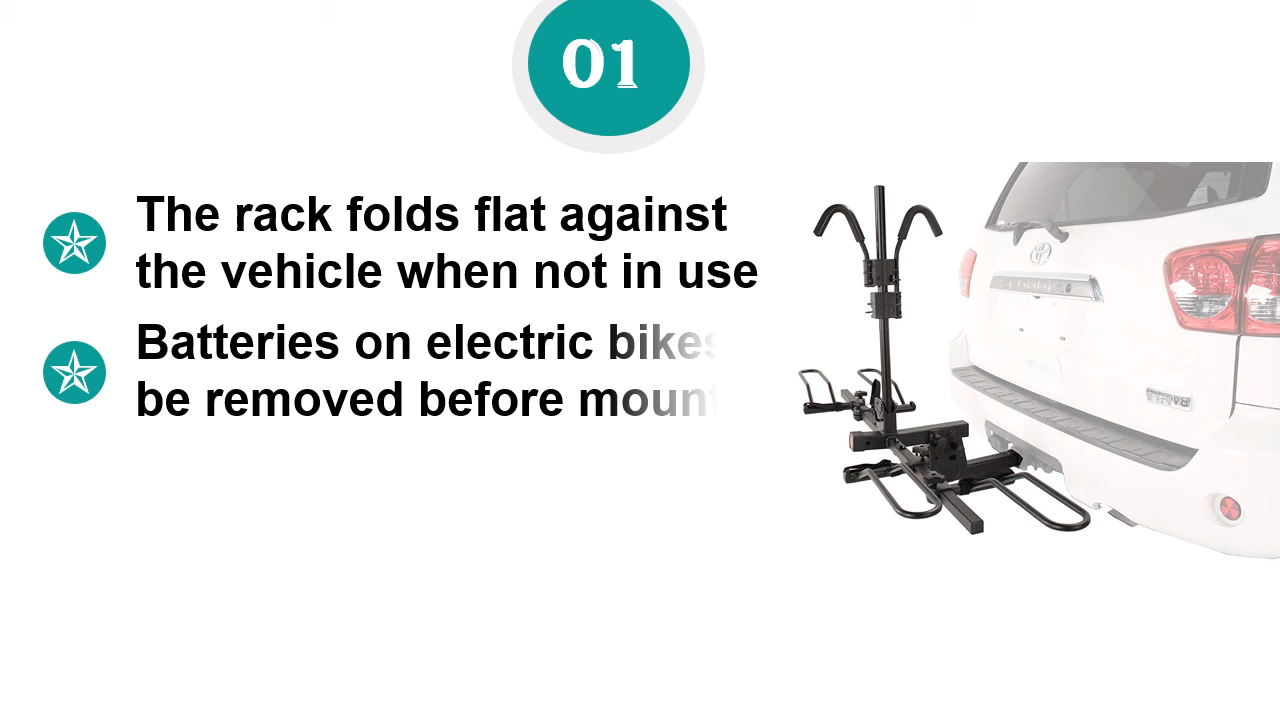 01
The rack folds flat against
the vehicle when not in use
Batteries on electric bikes
be removed before